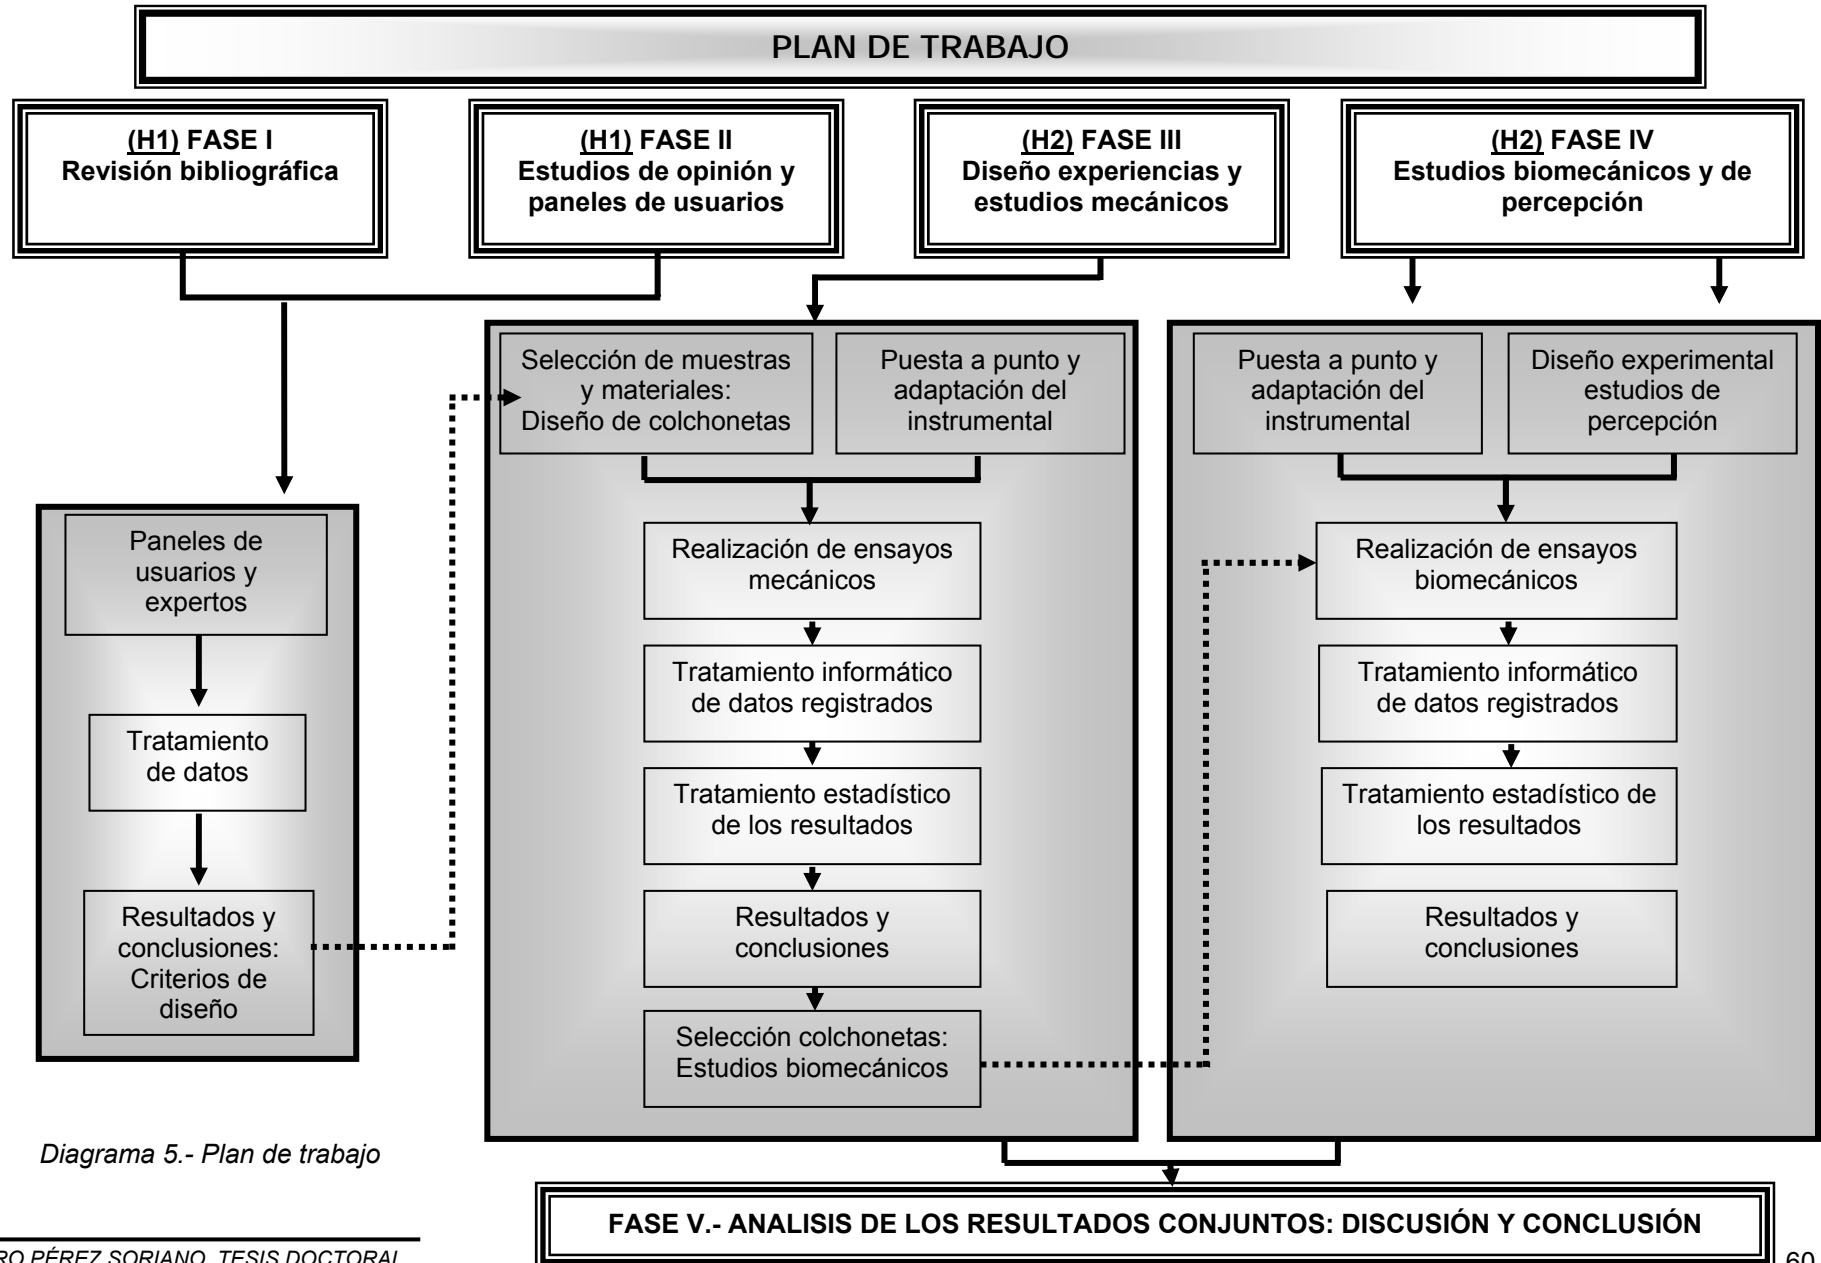 PLAN DE TRABAJO
(H1) FASE I
Revisión bibliográfica
(H1) FASE II
Estudios de opinión y
paneles de usuarios
(H2) FASE III
Diseño experiencias y
estudios mecánicos
(H2) FASE IV
Estudios biomecánicos y de
percepción
Paneles de
usuarios y
expertos
Tratamiento
de datos
Resultados y
conclusiones:
Criterios de
diseño
Selección de muestras
y materiales:
Diseño de colchonetas
Puesta a punto y
adaptación del
instrumental
Realización de ensayos
mecánicos
Tratamiento informático
de datos registrados
Tratamiento estadístico
de los resultados
Resultados y
conclusiones
Selección colchonetas:
Estudios biomecánicos
Puesta a punto y
adaptación del
instrumental
Diseño experimental
estudios de
percepción
Realización de ensayos
biomecánicos
Tratamiento informático
de datos registrados
Tratamiento estadístico de
los resultados
Resultados y
conclusiones
Diagrama 5.- Plan de trabajo
FASE V.- ANALISIS DE LOS RESULTADOS CONJUNTOS: DISCUSIÓN Y CONCLUSIÓN
PÉREZ SORIANO. TESIS DOCTORAL
60